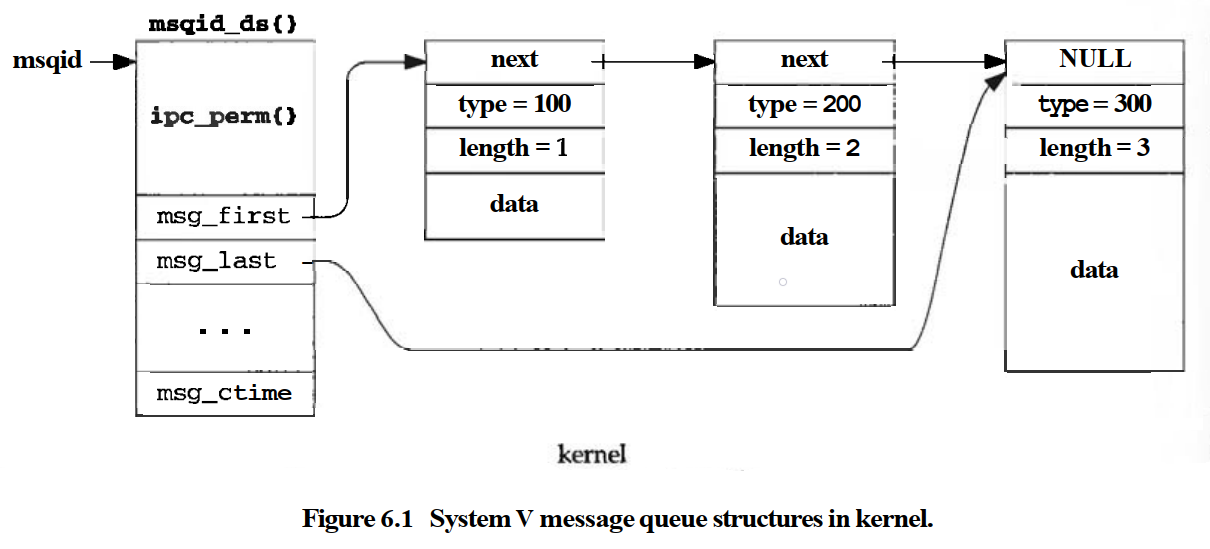 msqid_ds{}
msqid
ipc_perm{}
msg_first
msg_last
. . .
msg_ctime
next
type = 100
length = 1
data
next
type = 200
length = 2
data
NULL
type = 300
length = 3
data
kernel
Figure 6.1 System V message queue structures in kernel.